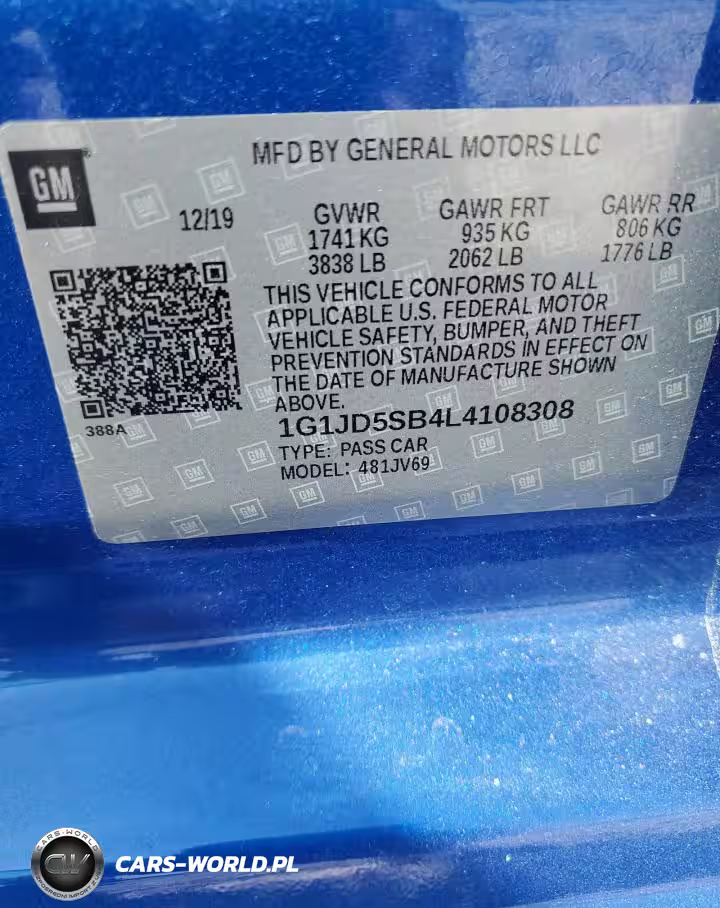 GM
MFD BY GENERAL MOTORS LLC
12/19
GVWR GAWR FRT GAWR RR
1741 KG 935 KG 806 KG
3838 LB 2062 LB 1776 LB
THIS VEHICLE CONFORMS TO ALL
APPLICABLE U.S. FEDERAL MOTOR
VEHICLE SAFETY, BUMPER, AND THEFT
PREVENTION STANDARDS IN EFFECT ON
THE DATE OF MANUFACTURE SHOWN
ABOVE.
388A
1G1JD5SB4L4108308
TYPE: PASS CAR
MODEL: 481JV69
CARS-WORLD
CW
CARS-WORLD.PL